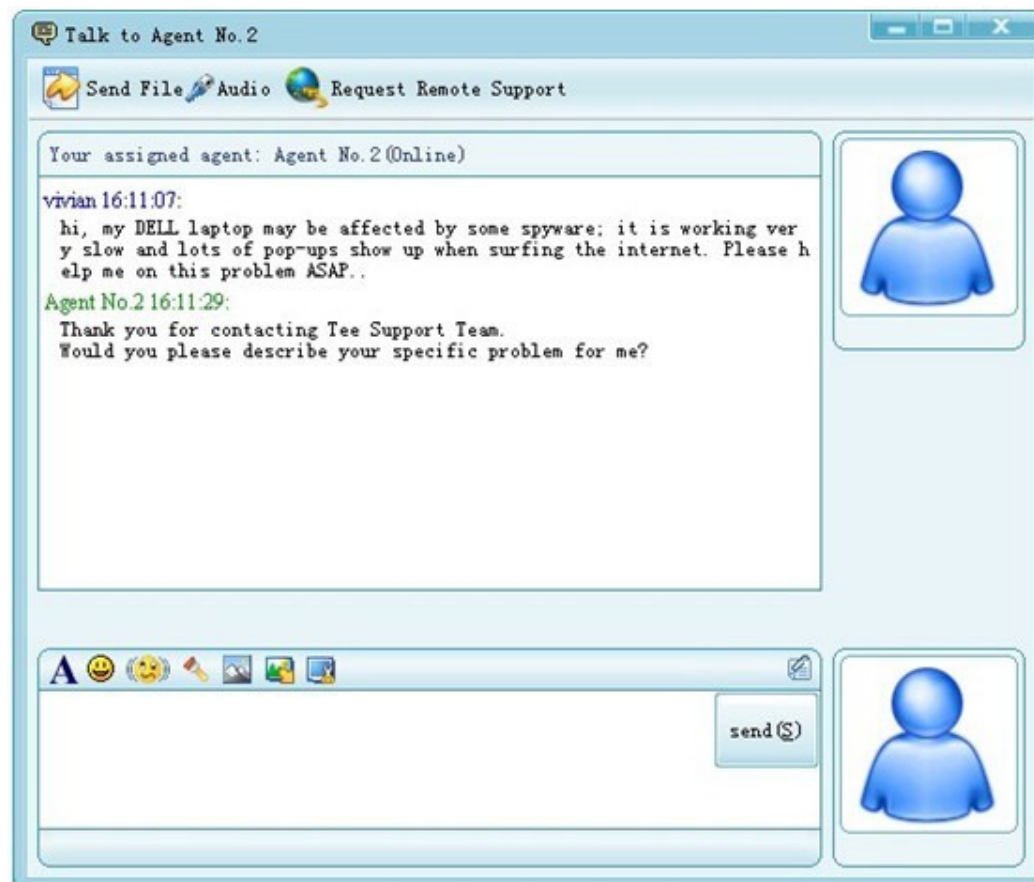 Talk to Agent No.2
Send File Audio Request Remote Support
Your assigned agent: Agent No.2(Online)
vivian 16:11:07:
hi, my DELL laptop may be affected by some spyware; it is working ver
y slow and lots of pop-ups show up when surfing the internet. Please h
elp me on this problem ASAP..
Agent No.2 16:11:29:
Thank you for contacting Tee Support Team.
Would you please describe your specific problem for me?
A
send(S)